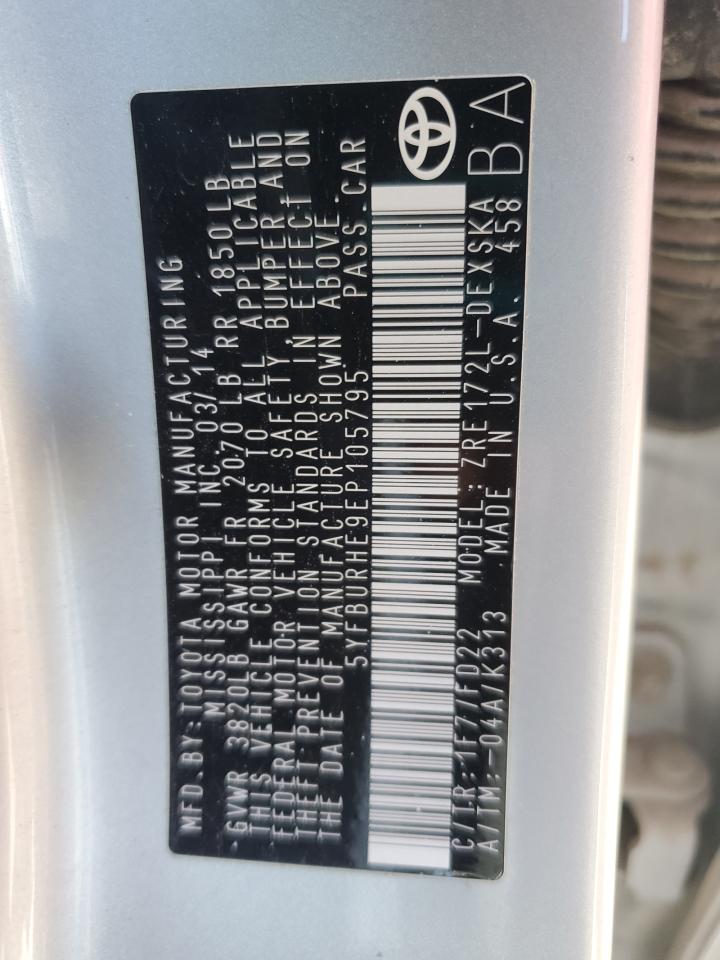 MFD.BY:TOYOTA MOTOR MANUFACTURING
MISSISSIPPI INC.03/14
GVWR 3820LB GAWR FR 2070LB RR 1850LB
THIS VEHICLE CONFORMS TO ALL APPLICABLE
FEDERAL MOTOR VEHICLE SAFETY, BUMPER AND
THEFT PREVENTION STANDARDS IN EFFECT ON
THE DATE OF MANUFACTURE SHOWN ABOVE.
5YFBURHE9EP105795 PASS.CAR
C/TR:1F7/FD22 MODEL:ZRE172L-DEXSKA
A/TM:-04A/K313 MADE IN U.S.A. 458
BA